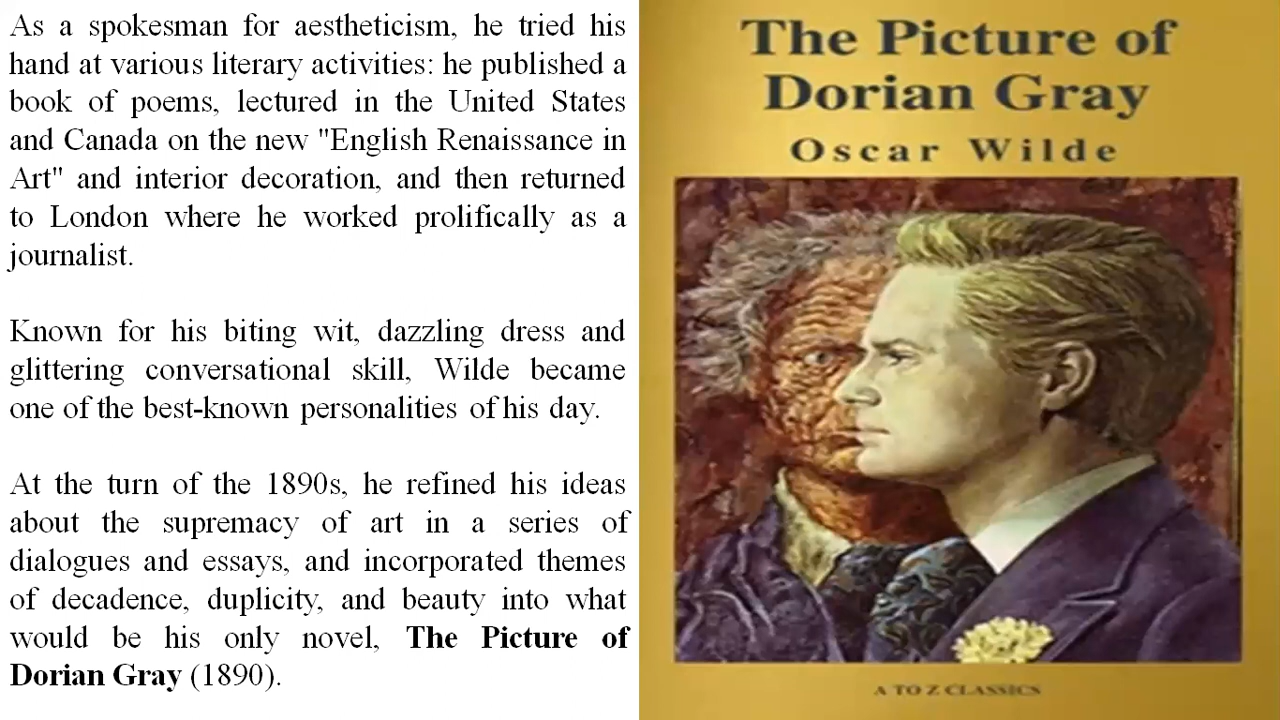 As a spokesman for aestheticism, he tried his
hand at various literary activities: he published a
book of poems, lectured in the United States
and Canada on the new "English Renaissance in
Art" and interior decoration, and then returned
to London where he worked prolifically as a
journalist.
Known for his biting wit, dazzling dress and
glittering conversational skill, Wilde became
one of the best-known personalities of his day.
At the turn of the 1890s, he refined his ideas
about the supremacy of art in a series of
dialogues and essays, and incorporated themes
of decadence, duplicity, and beauty into what
would be his only novel, The Picture of
Dorian Gray (1890).
The Picture of
Dorian Gray
Oscar Wilde
A TO Z CLASSICS